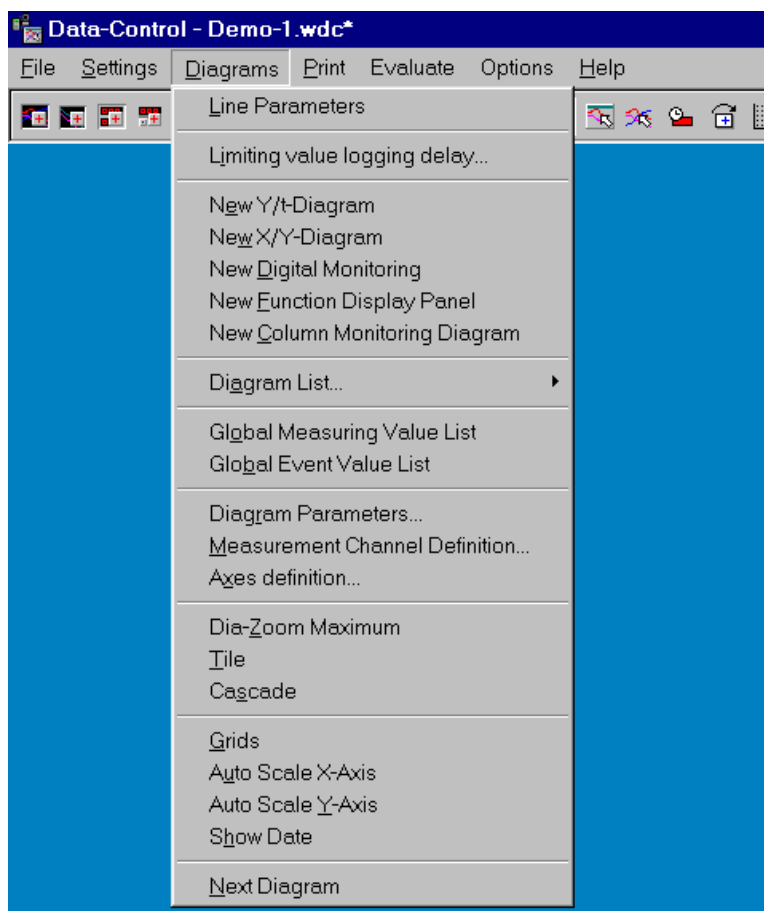 Data-Control - Demo-1.wdc*
File Settings Diagrams Print Evaluate Options Help
Line Parameters
Limiting value logging delay...
New Y/t-Diagram
New X/Y-Diagram
New Digital Monitoring
New Function Display Panel
New Column Monitoring Diagram
Diagram List...
Global Measuring Value List
Global Event Value List
Diagram Parameters...
Measurement Channel Definition...
Axes definition...
Dia-Zoom Maximum
Tile
Cascade
Grids
Auto Scale X-Axis
Auto Scale Y-Axis
Show Date
Next Diagram